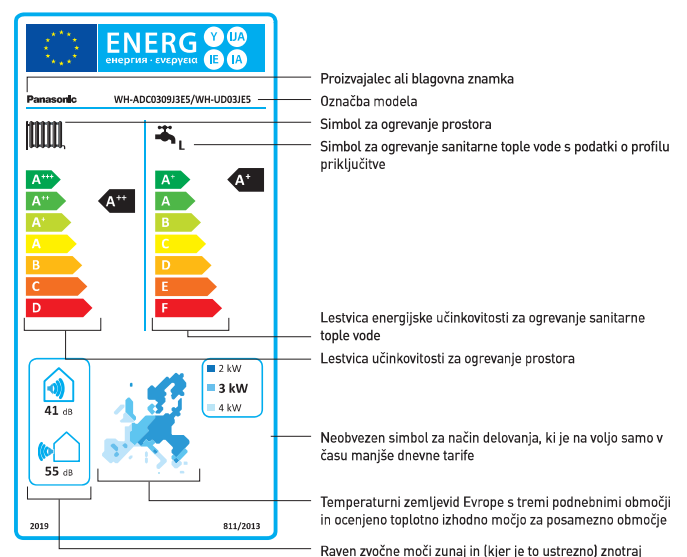 ENERG Y IJA
енергия · ενεργεια IE IA
Panasonic WH-ADC0309J3E5/WH-UD03JE5
L
A+++
A++
A+
A
B
C
D
A++
A+
A
B
C
D
E
F
A+
2 kW
3 kW
4 kW
41 dB
55 dB
2019 811/2013
Proizvajalec ali blagovna znamka
Označba modela
Simbol za ogrevanje prostora
Simbol za ogrevanje sanitarne tople vode s podatki o profilu
priključitve
Lestvica energijske učinkovitosti za ogrevanje sanitarne
tople vode
Lestvica učinkovitosti za ogrevanje prostora
Neobvezen simbol za način delovanja, ki je na voljo samo v
času manjše dnevne tarife
Temperaturni zemljevid Evrope s tremi podnebnimi območji
in ocenjeno toplotno izhodno močjo za posamezno območje
Raven zvočne moči zunaj in (kjer je to ustrezno) znotraj